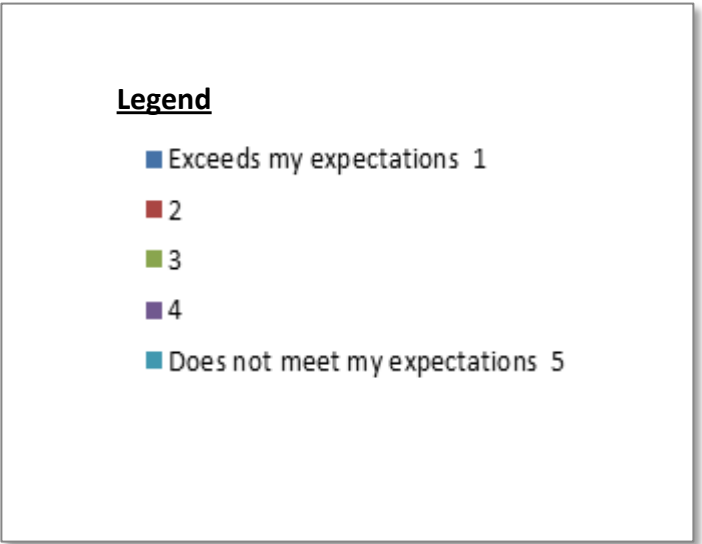 Legend
Exceeds my expectations 1
2
3
4
Does not meet my expectations 5